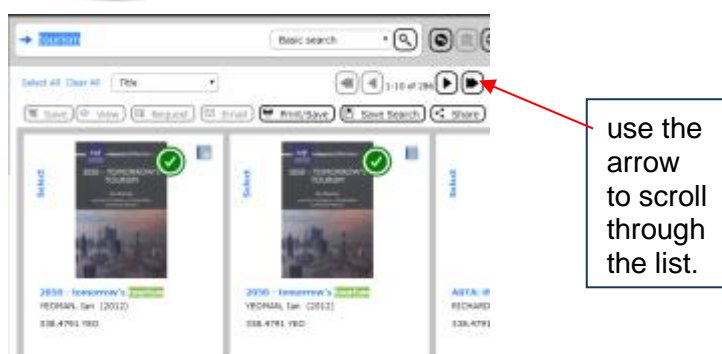 tourism Basic search
Select All Clear All Title 1-10 of 286
Save View Request Email Print/Save Save Search Share
Select Select Select
2050 - TOMORROW'S TOURISM 2050 - TOMORROW'S TOURISM
2050 - tomorrow's tourism 2050 - tomorrow's tourism ABTA:
YEOMAN, Ian (2012) YEOMAN, Ian (2012) RICHARD
338.4791 YEO 338.4791 YEO 338.4791
use the
arrow
to scroll
through
the list.